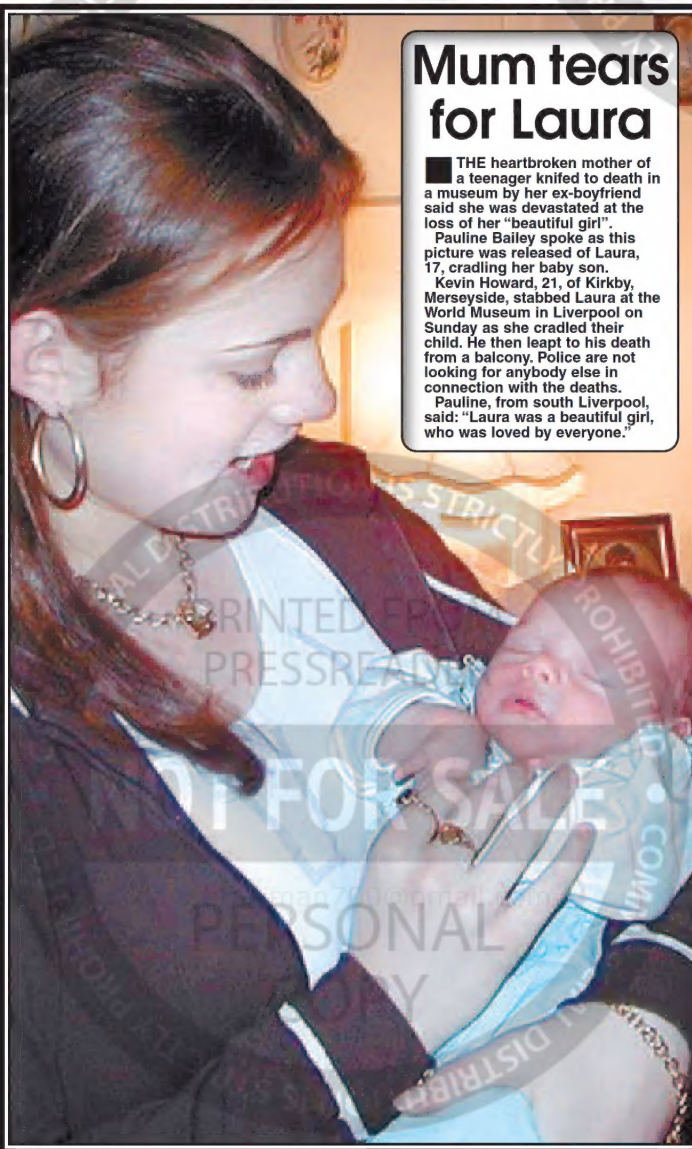 Mum tears
for Laura
THE heartbroken mother of
a teenager knifed to death in
a museum by her ex-boyfriend
said she was devastated at the
loss of her “beautiful girl”.
Pauline Bailey spoke as this
picture was released of Laura,
17, cradling her baby son.
Kevin Howard, 21, of Kirkby,
Merseyside, stabbed Laura at the
World Museum in Liverpool on
Sunday as she cradled their
child. He then leapt to his death
from a balcony. Police are not
looking for anybody else in
connection with the deaths.
Pauline, from south Liverpool,
said: “Laura was a beautiful girl,
who was loved by everyone.”
DISTRIBUTION IS STRICTLY PROHIBITED
PRINTED FROM
PRESSREADER
NOT FOR SALE
PERSONAL
COPY